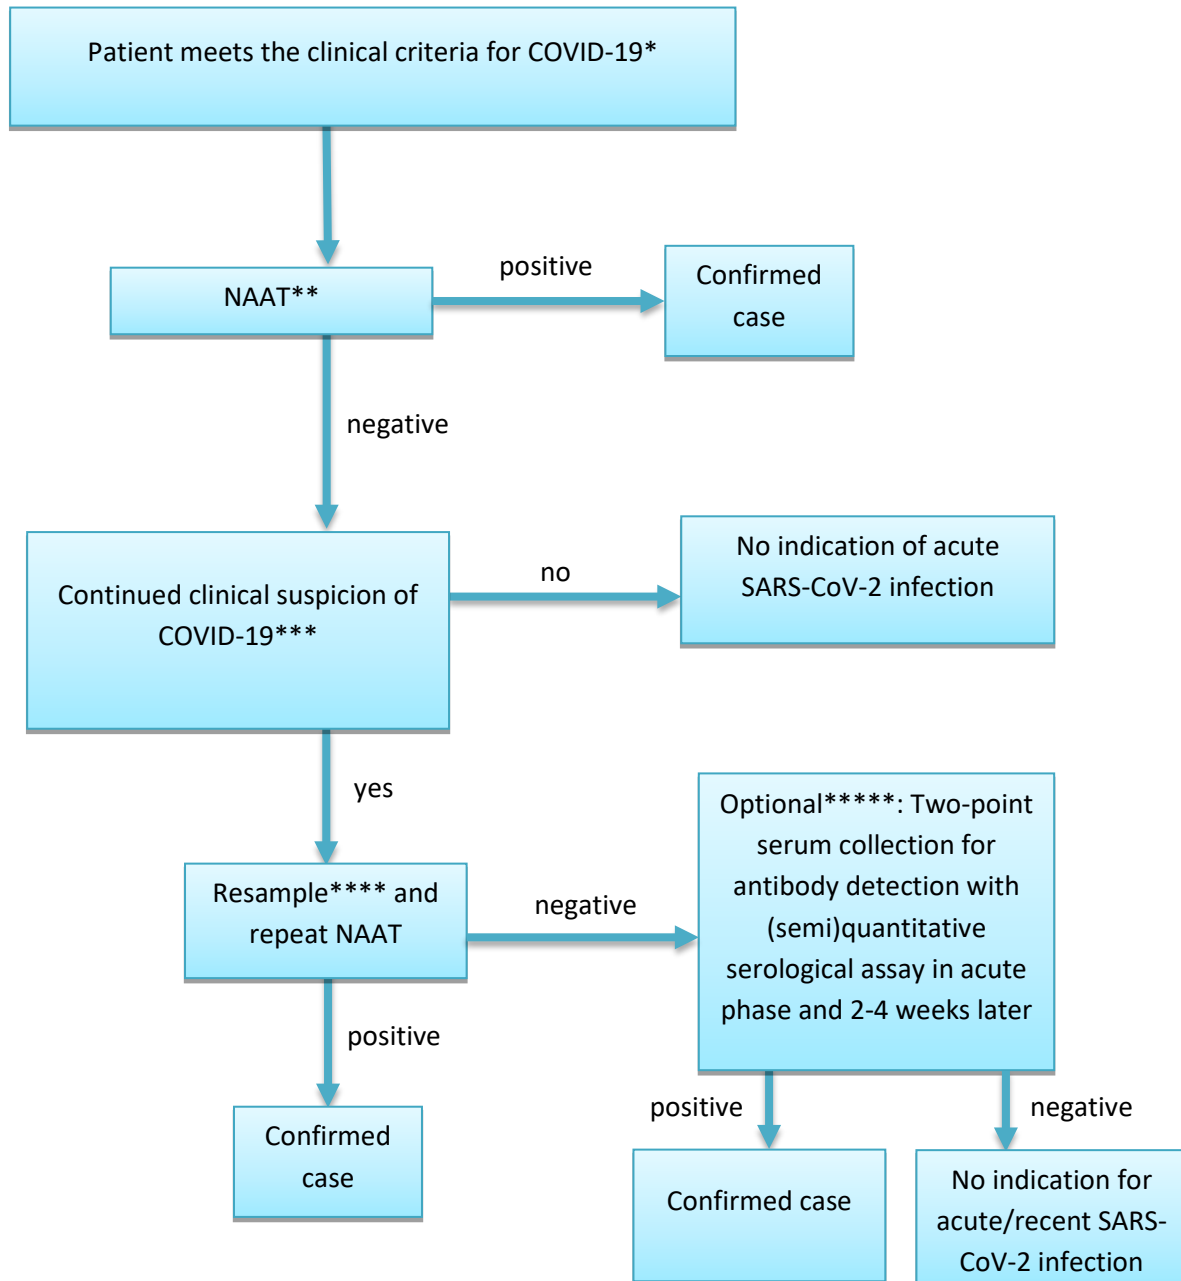 Patient meets the clinical criteria for COVID-19*
positive
NAAT**
Confirmed
case
negative
Continued clinical suspicion of
COVID-19***
no
No indication of acute
SARS-CoV-2 infection
yes
Resample**** and
repeat NAAT
negative
Optional*****: Two-point
serum collection for
antibody detection with
(semi)quantitative
serological assay in acute
phase and 2-4 weeks later
positive
Confirmed
case
positive
negative
Confirmed case
No indication for
acute/recent SARS-
CoV-2 infection